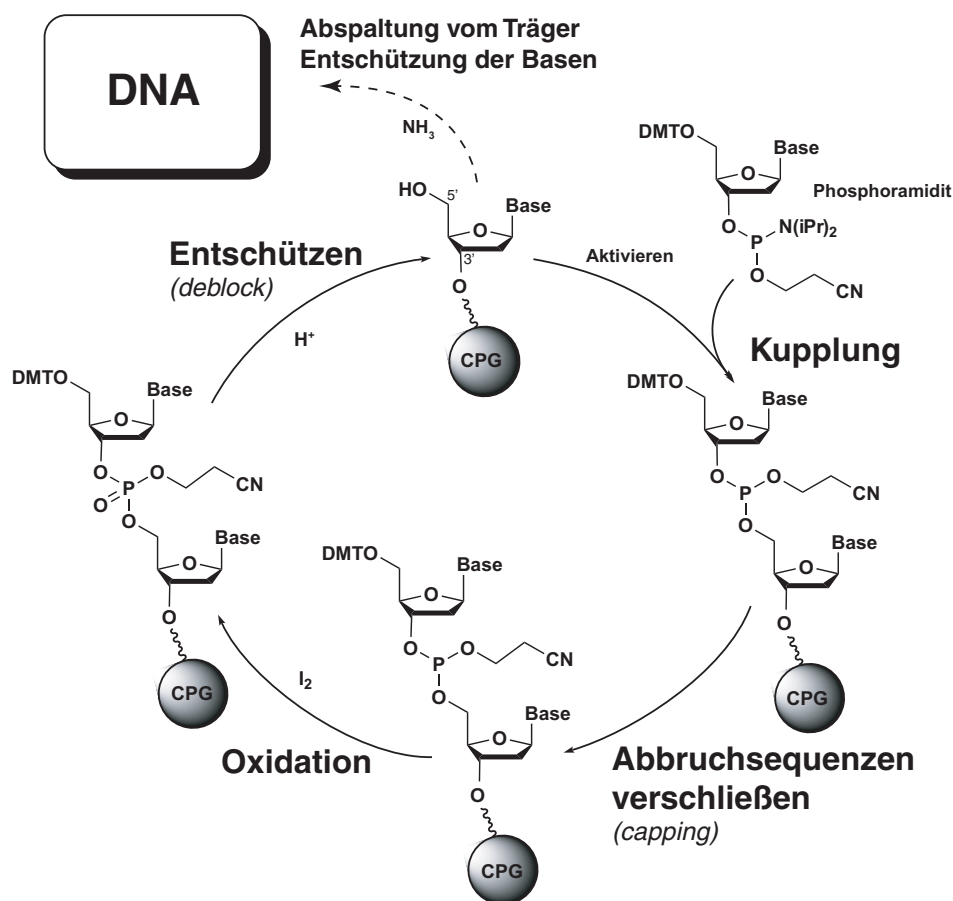 DNA
Abspaltung vom Träger
Entschützung der Basen
NH3
DMTO
Base
O
Phosphoramidit
O
N(iPr)2
P
O
CN
HO
5'
Base
O
3'
O
CPG
Entschützen
(deblock)
H+
Aktivieren
Kupplung
DMTO
Base
O
O
O
P
CN
O
Base
O
O
CPG
Abbruchsequenzen
verschließen
(capping)
DMTO
Base
O
O
O
P
CN
O
Base
O
O
CPG
I2
Oxidation
DMTO
Base
O
O
O
P
CN
O
O
Base
O
O
CPG